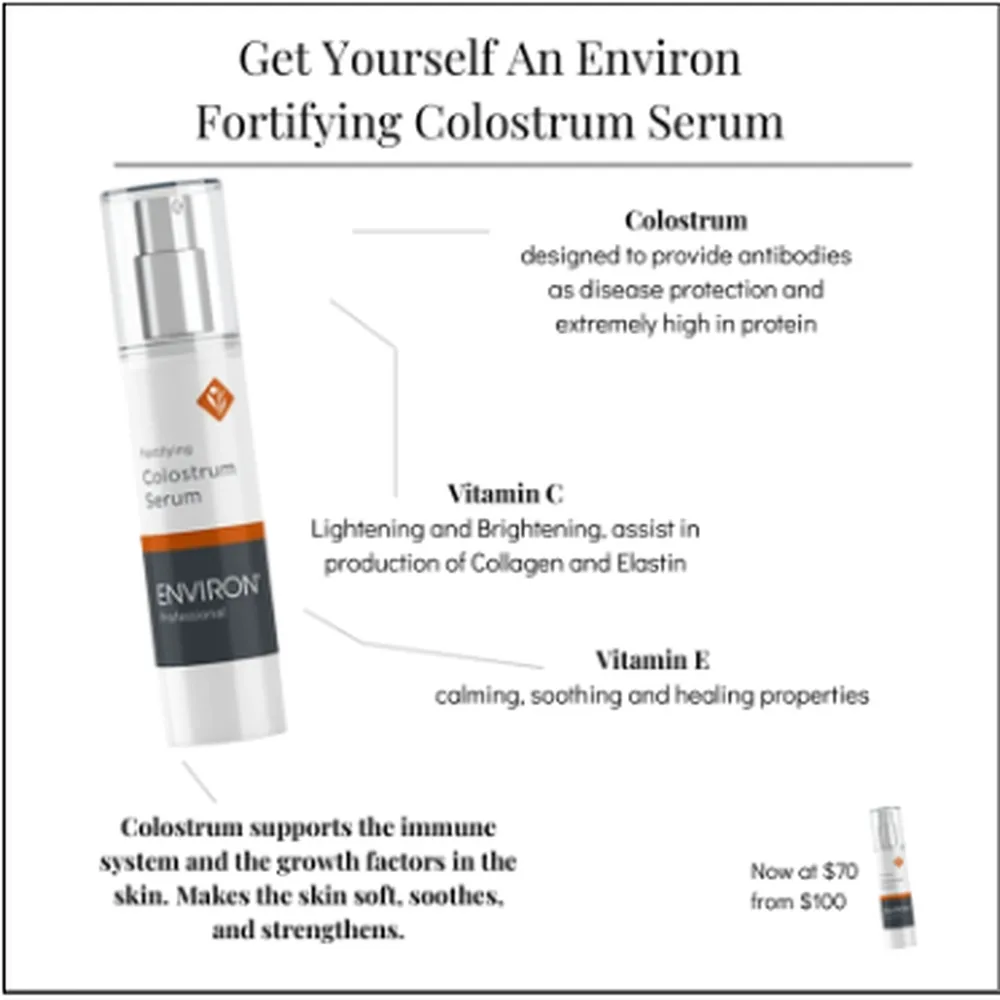 Get Yourself An Environ
Fortifying Colostrum Serum
Colostrum
designed to provide antibodies
as disease protection and
extremely high in protein
Fortifying
Colostrum
Serum
ENVIRON
Professional
Vitamin C
Lightening and Brightening, assist in
production of Collagen and Elastin
Vitamin E
calming, soothing and healing properties
Colostrum supports the immune
system and the growth factors in the
skin. Makes the skin soft, soothes,
and strengthens.
Now at $70
from $100